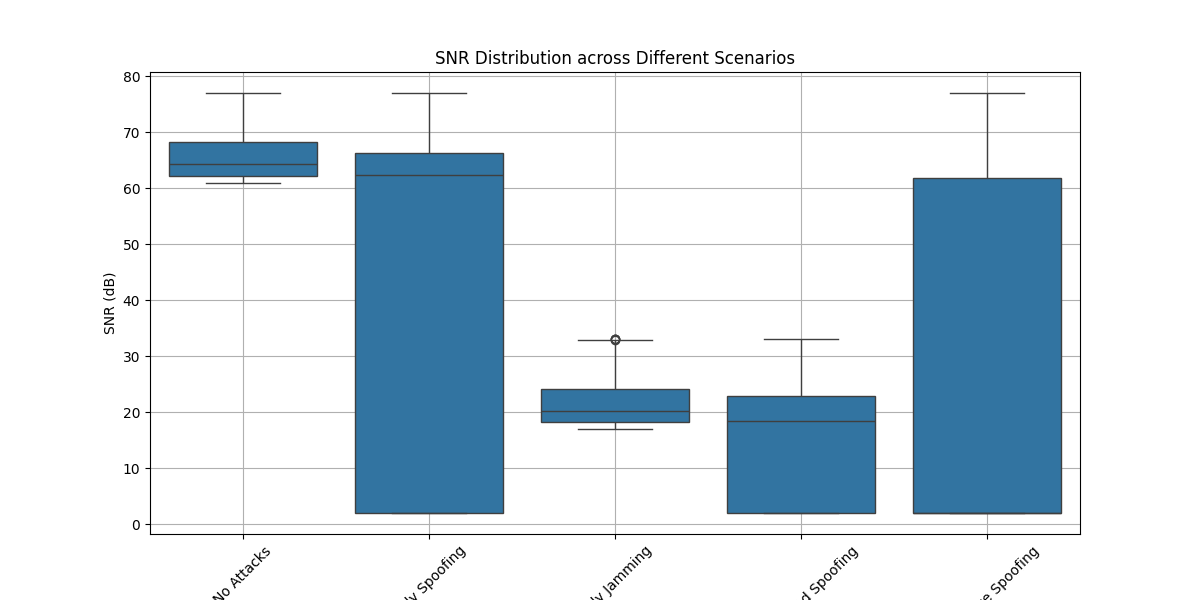 SNR Distribution across Different Scenarios
SNR (dB)
80
70
60
50
40
30
20
10
0
No Attacks
Spoofing
Jamming
Spoofing
Spoofing